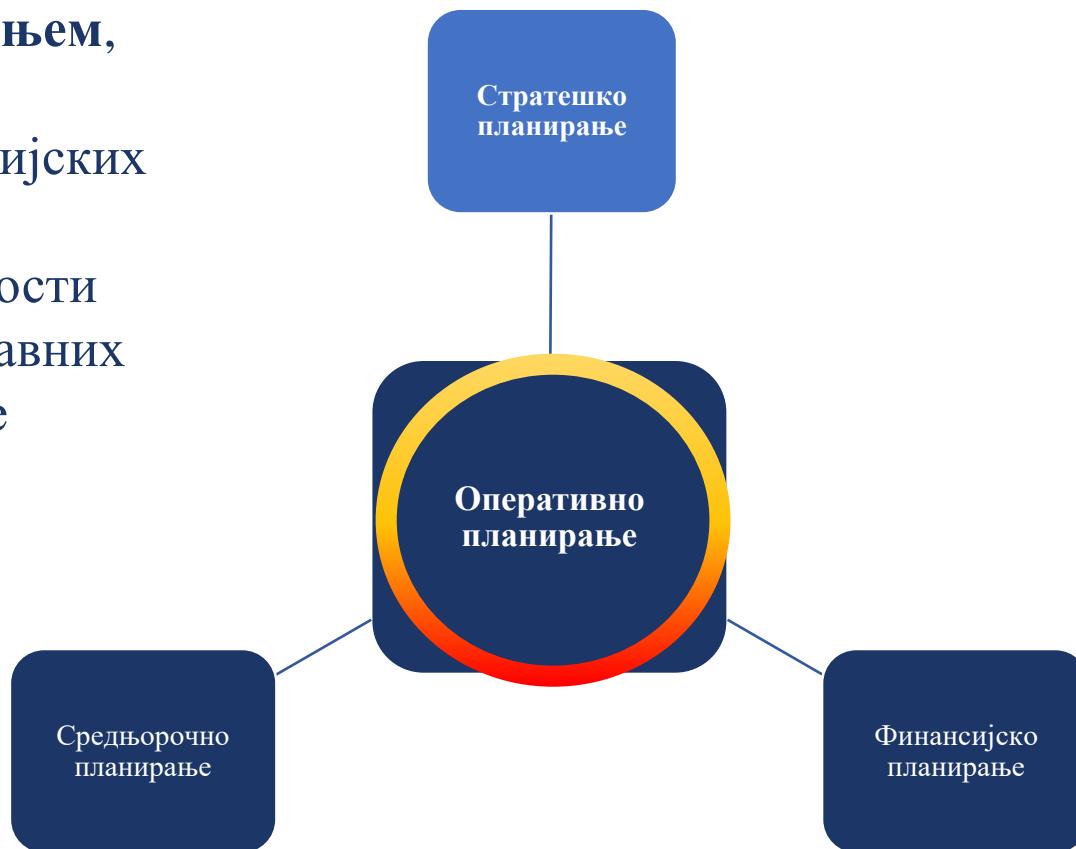 њем,
ијских
ости
авних
е
Стратешко
планирање
Оперативно
планирање
Средњорочно
планирање
Финансијско
планирање